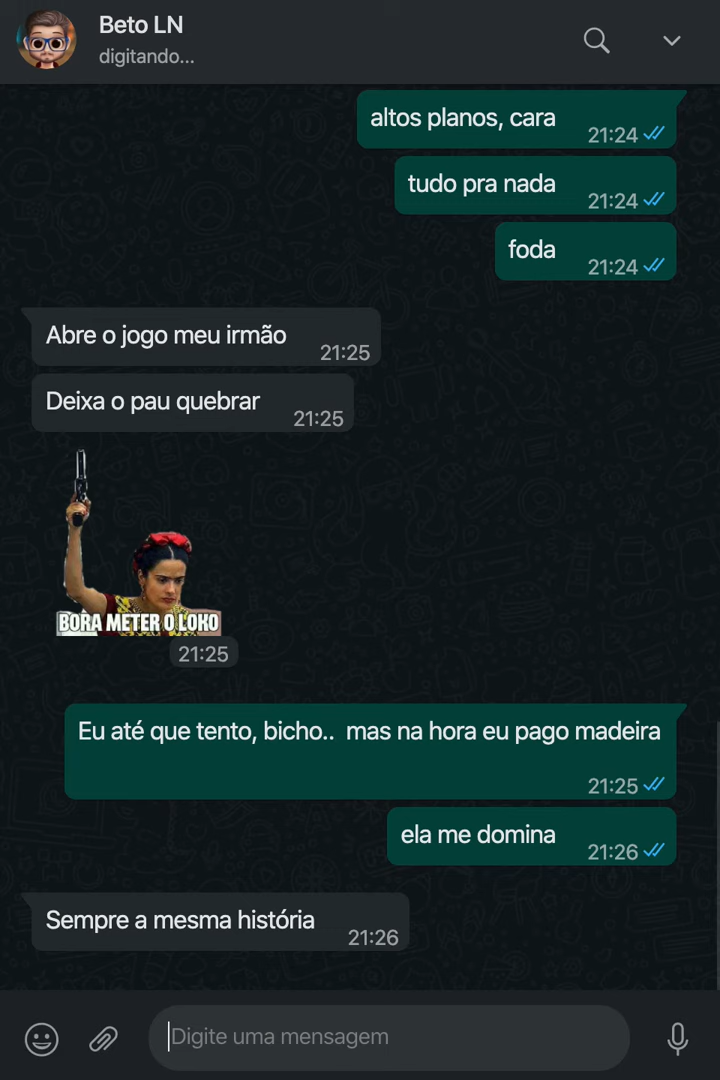 Beto LN
digitando...
altos planos, cara
21:24
tudo pra nada
21:24
foda
21:24
Abre o jogo meu irmão
21:25
Deixa o pau quebrar
21:25
BORA METER O LOKO
21:25
Eu até que tento, bicho..  mas na hora eu pago madeira
21:25
ela me domina
21:26
Sempre a mesma história
21:26
Digite uma mensagem